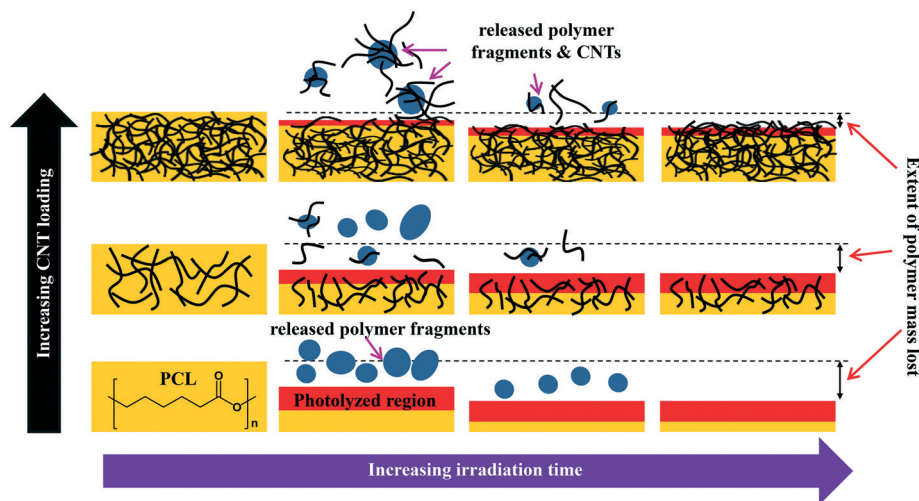 released polymer
fragments & CNTs
Increasing CNT loading
Extent of polymer mass lost
released polymer fragments
PCL
O
O
n
Photolyzed region
Increasing irradiation time